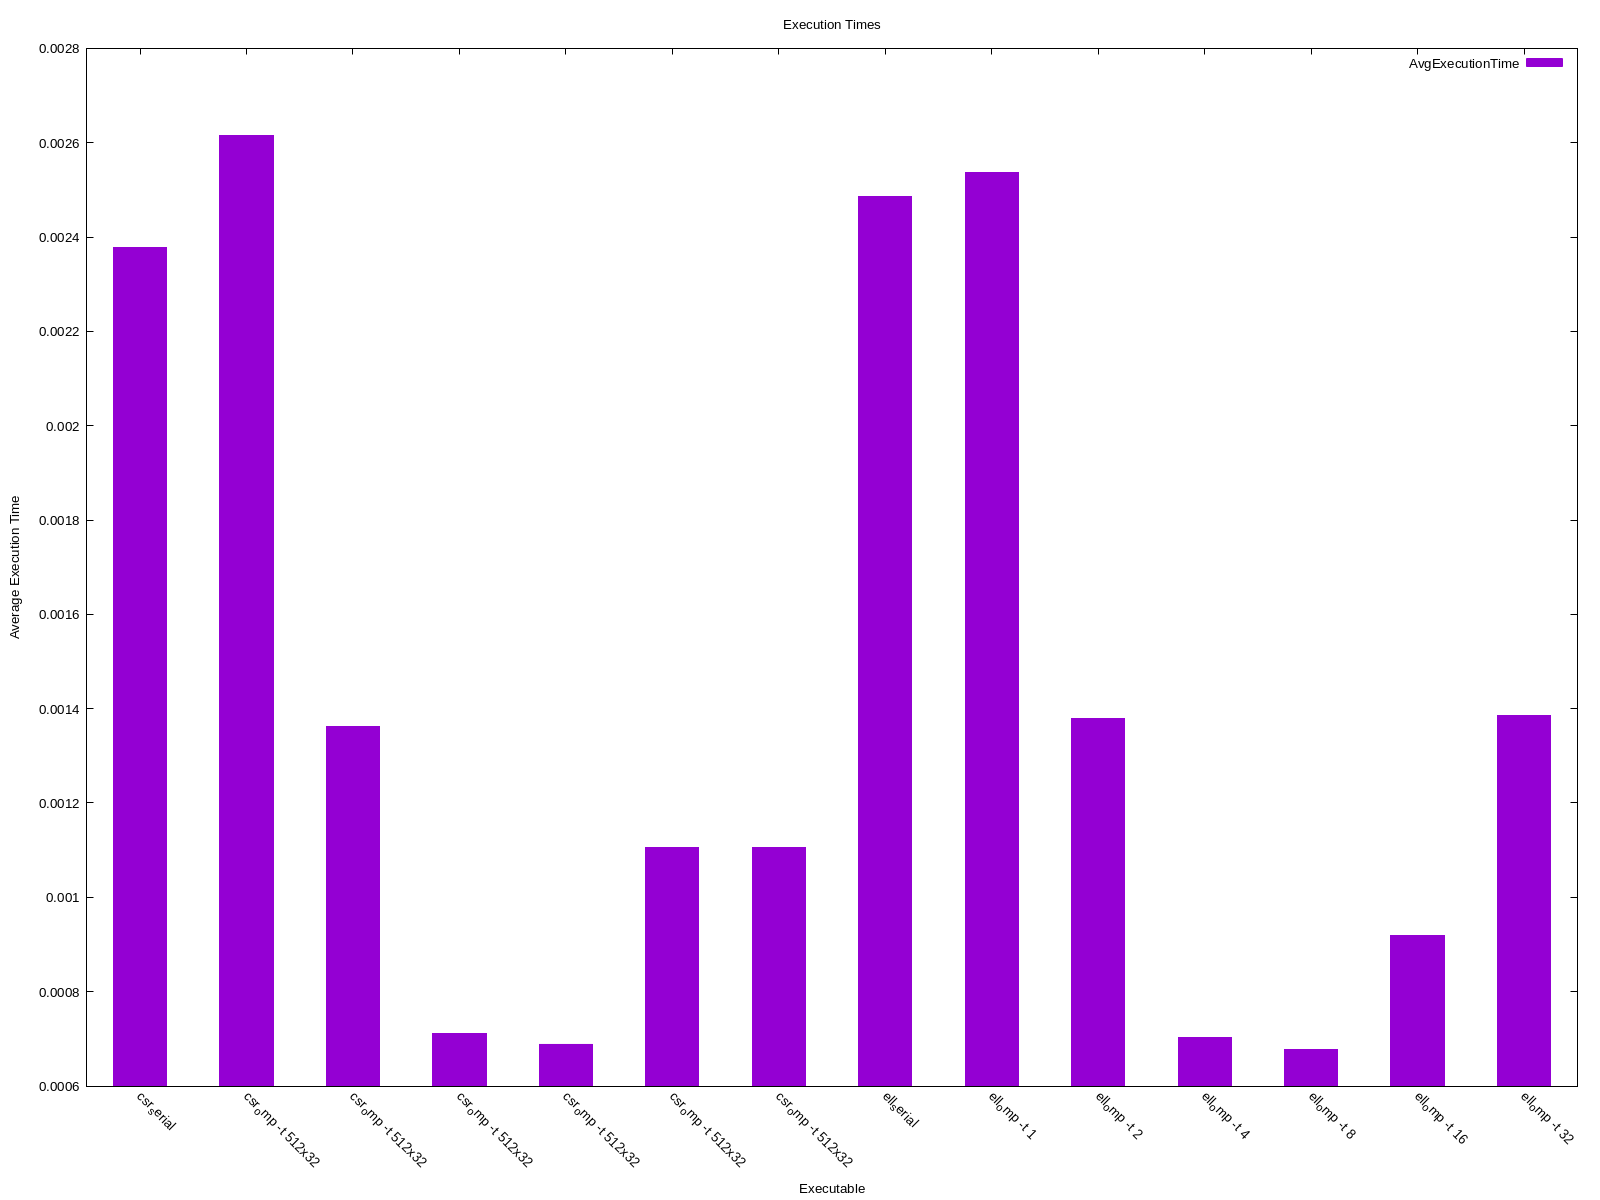 Execution Times
AvgExecutionTime
0.0028
0.0026
0.0024
0.0022
0.002
0.0018
0.0016
0.0014
0.0012
0.001
0.0008
0.0006
Average Execution Time
csrserial
csromp -t 512x32
csromp -t 512x32
csromp -t 512x32
csromp -t 512x32
csromp -t 512x32
csromp -t 512x32
ellserial
ellomp -t 1
ellomp -t 2
ellomp -t 4
ellomp -t 8
ellomp -t 16
ellomp -t 32
Executable